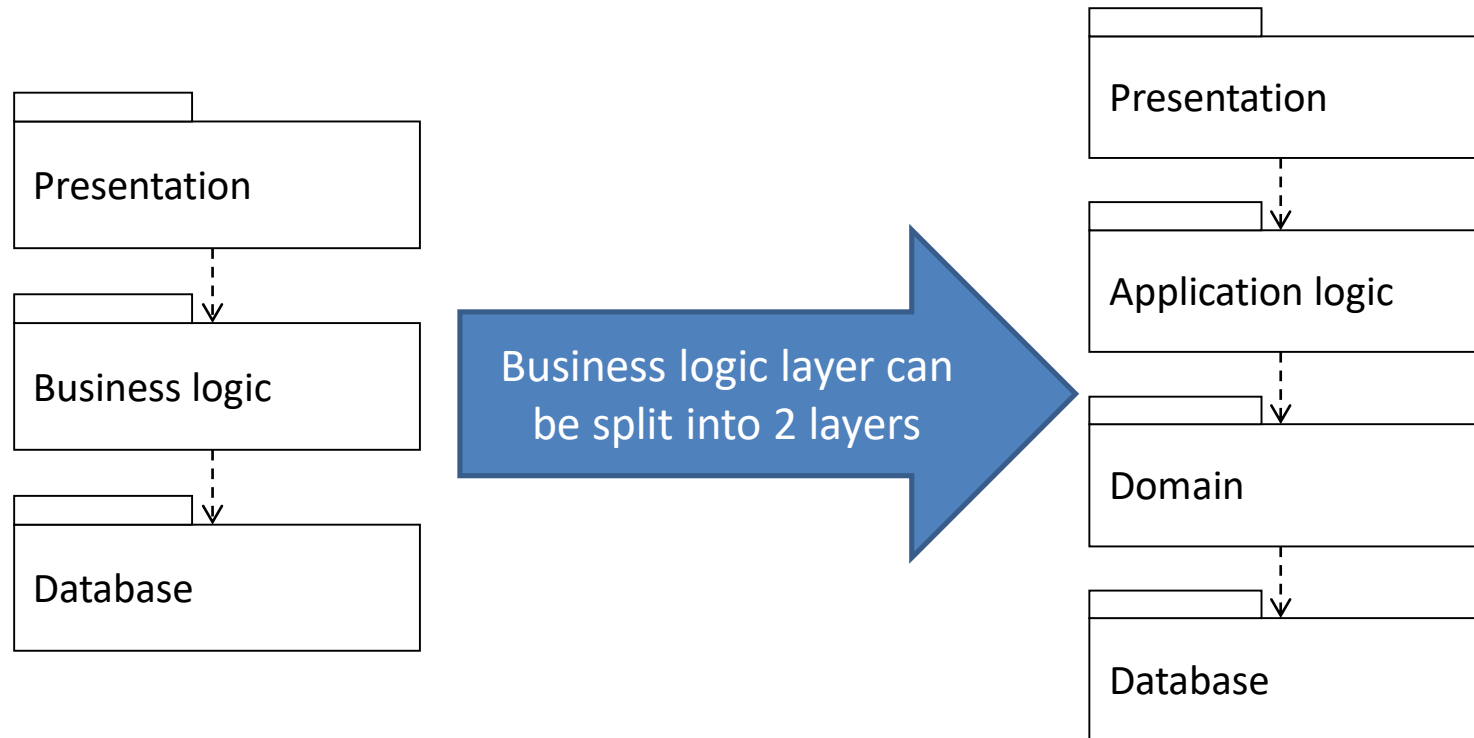 Presentation
Business logic
Database
Business logic layer can
be split into 2 layers
Presentation
Application logic
Domain
Database